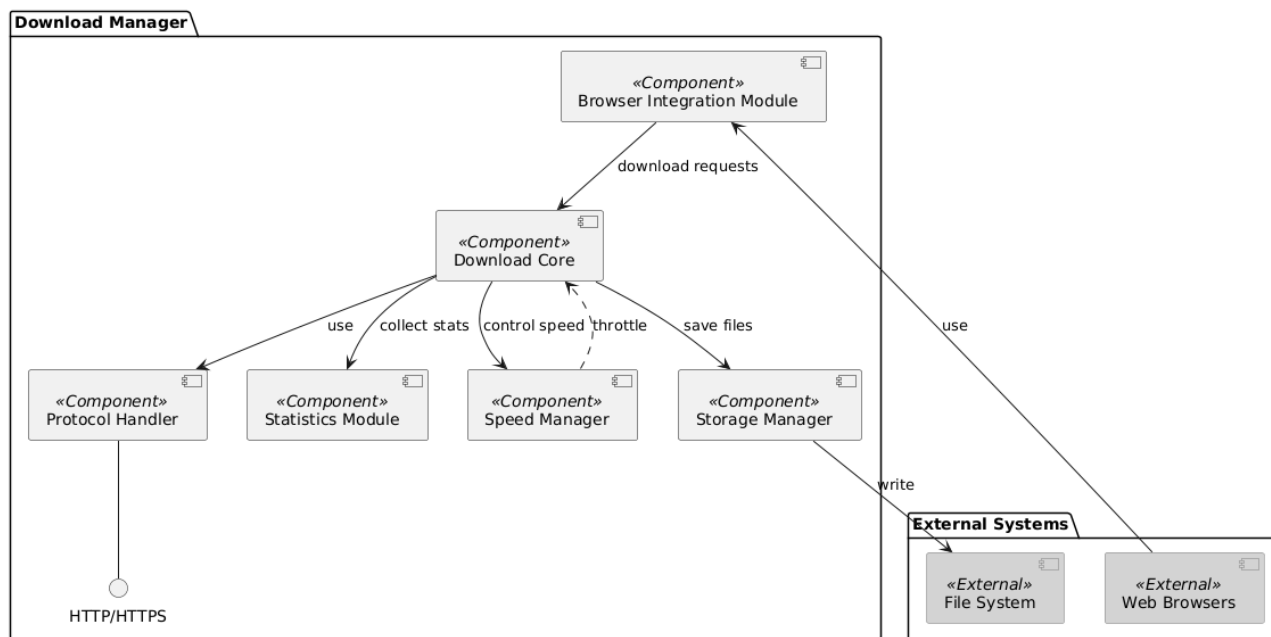 Download Manager
«Component»
Browser Integration Module
download requests
«Component»
Download Core
use
collect stats
control speed
throttle
save files
use
«Component»
Protocol Handler
«Component»
Statistics Module
«Component»
Speed Manager
«Component»
Storage Manager
write
External Systems
«External»
File System
«External»
Web Browsers
HTTP/HTTPS